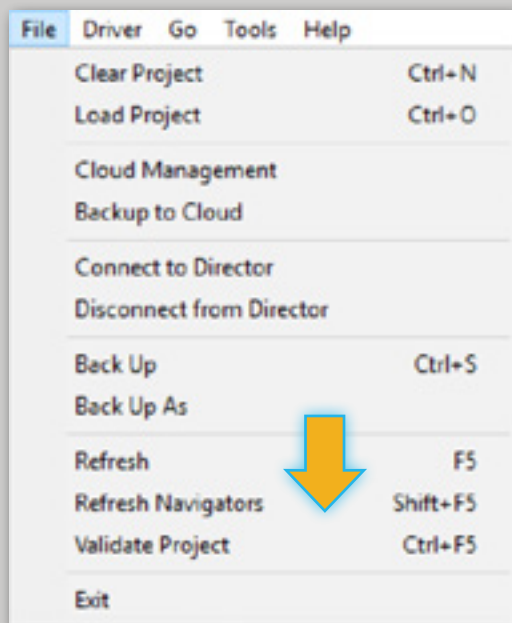 File Driver Go Tools Help
Clear Project Ctrl+N
Load Project Ctrl+O
Cloud Management
Backup to Cloud
Connect to Director
Disconnect from Director
Back Up Ctrl+S
Back Up As
Refresh F5
Refresh Navigators Shift+F5
Validate Project Ctrl+F5
Exit